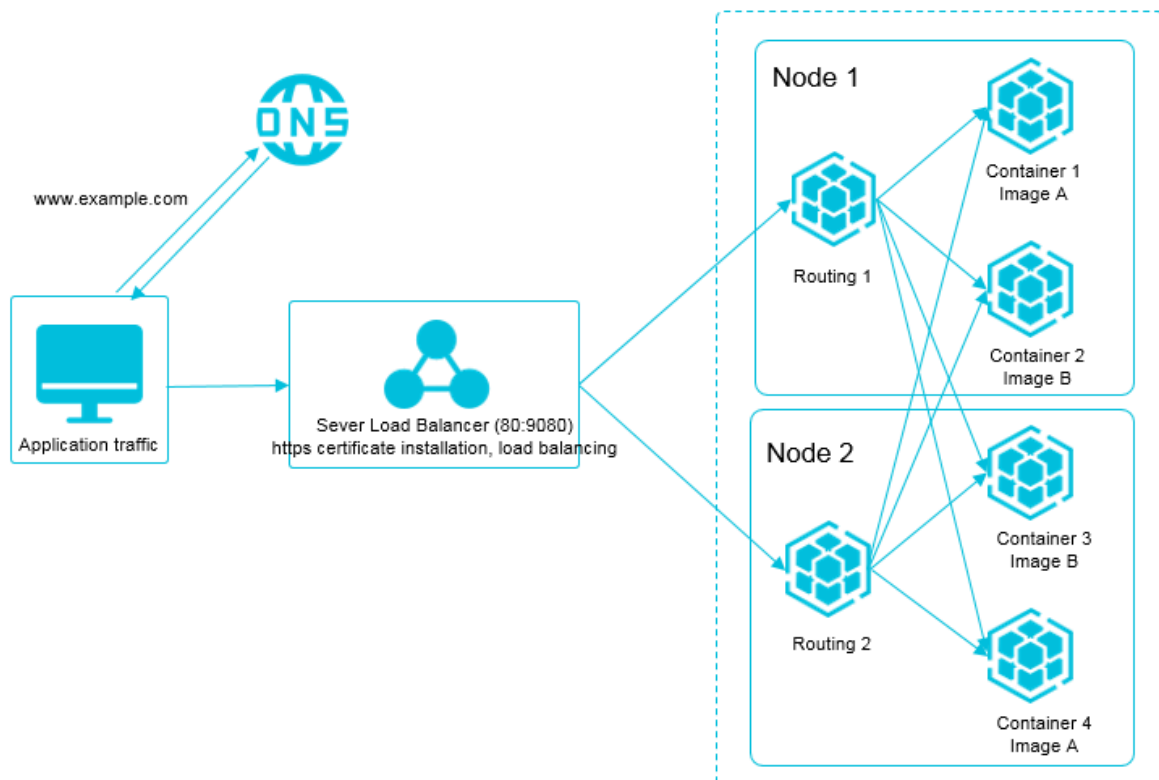 DNS
www.example.com
Application traffic
Sever Load Balancer (80:9080)
https certificate installation, load balancing
Node 1
Routing 1
Container 1
Image A
Container 2
Image B
Node 2
Routing 2
Container 3
Image B
Container 4
Image A